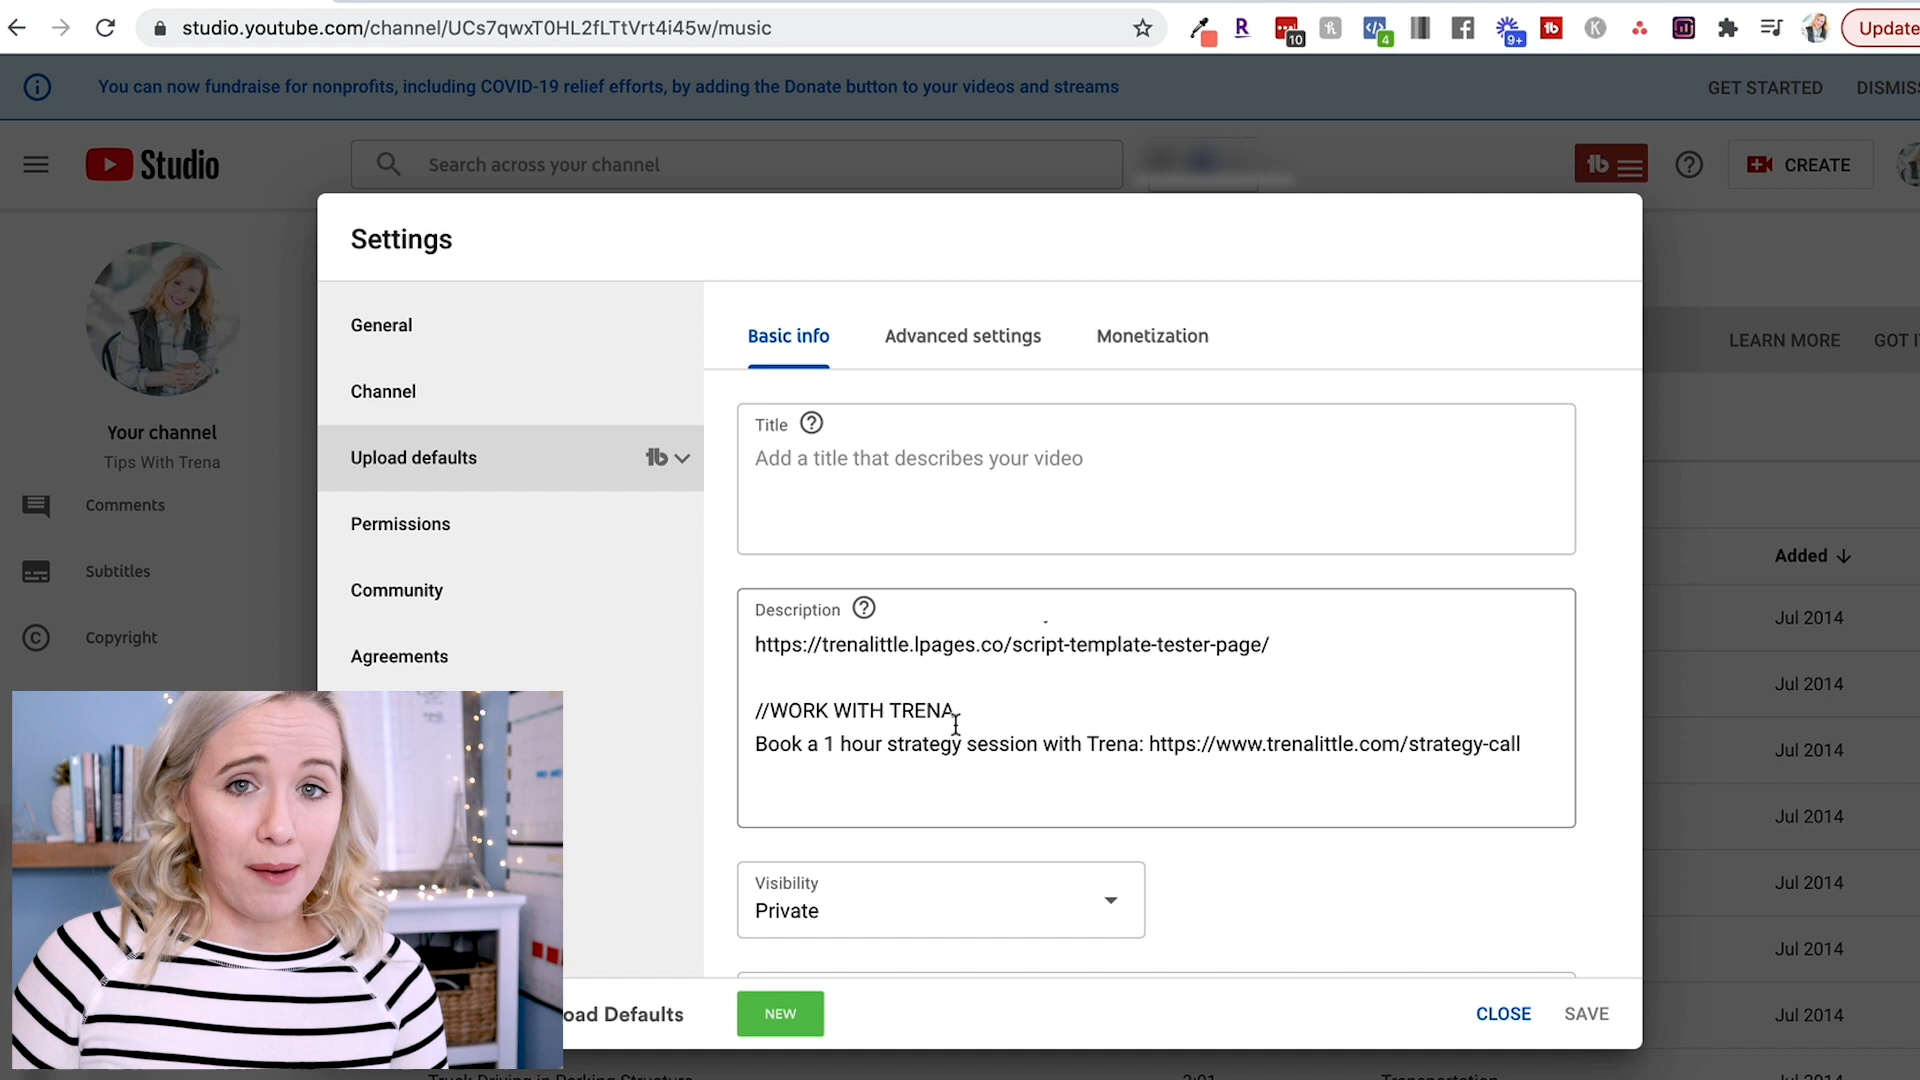 studio.youtube.com/channel/UCs7qwxT0HL2fLTtVrt4i45w/music
10
4
9+
Update
You can now fundraise for nonprofits, including COVID-19 relief efforts, by adding the Donate button to your videos and streams
GET STARTED
DISMISS
Studio
Search across your channel
CREATE
Settings
General
Basic info
Advanced settings
Monetization
LEARN MORE
GOT I
Channel
Title
Your channel
Tips With Trena
Upload defaults
Add a title that describes your video
Comments
Permissions
Added
Subtitles
Community
Description
Jul 2014
Copyright
https://trenalittle.lpages.co/script-template-tester-page/
Agreements
Jul 2014
//WORK WITH TRENA
Book a 1 hour strategy session with Trena: https://www.trenalittle.com/strategy-call
Jul 2014
Jul 2014
Visibility
Private
Jul 2014
Jul 2014
oad Defaults
NEW
CLOSE
SAVE
Jul 2014